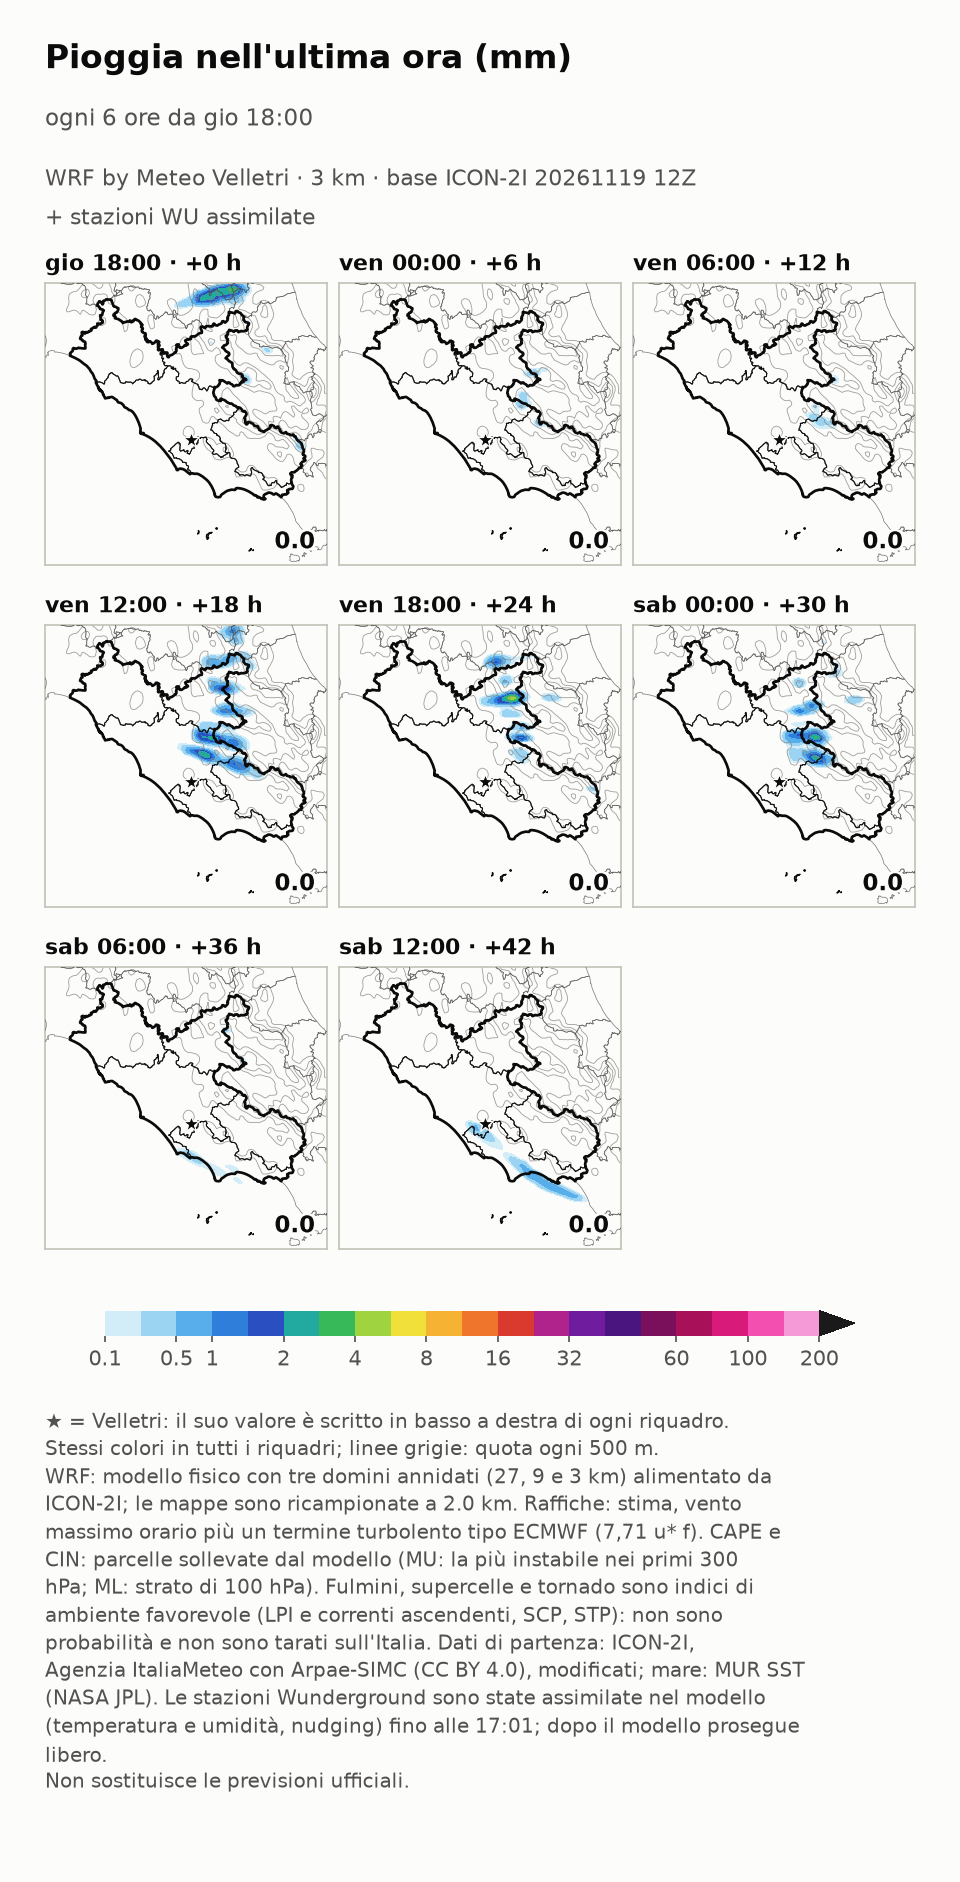 Pioggia nell'ultima ora (mm)
ogni 6 ore da gio 18:00
WRF by Meteo Velletri · 3 km · base ICON-2I 20261119 12Z
+ stazioni WU assimilate
gio 18:00 · +0 h
ven 00:00 · +6 h
ven 06:00 · +12 h
0.0
0.0
0.0
ven 12:00 · +18 h
ven 18:00 · +24 h
sab 00:00 · +30 h
0.0
0.0
0.0
sab 06:00 · +36 h
sab 12:00 · +42 h
0.0
0.0
0.1 0.5 1 2 4 8 16 32 60 100 200
★ = Velletri: il suo valore è scritto in basso a destra di ogni riquadro.
Stessi colori in tutti i riquadri; linee grigie: quota ogni 500 m.
WRF: modello fisico con tre domini annidati (27, 9 e 3 km) alimentato da
ICON-2I; le mappe sono ricampionate a 2.0 km. Raffiche: stima, vento
massimo orario più un termine turbolento tipo ECMWF (7,71 u* f). CAPE e
CIN: parcelle sollevate dal modello (MU: la più instabile nei primi 300
hPa; ML: strato di 100 hPa). Fulmini, supercelle e tornado sono indici di
ambiente favorevole (LPI e correnti ascendenti, SCP, STP): non sono
probabilità e non sono tarati sull'Italia. Dati di partenza: ICON-2I,
Agenzia ItaliaMeteo con Arpae-SIMC (CC BY 4.0), modificati; mare: MUR SST
(NASA JPL). Le stazioni Wunderground sono state assimilate nel modello
(temperatura e umidità, nudging) fino alle 17:01; dopo il modello prosegue
libero.
Non sostituisce le previsioni ufficiali.